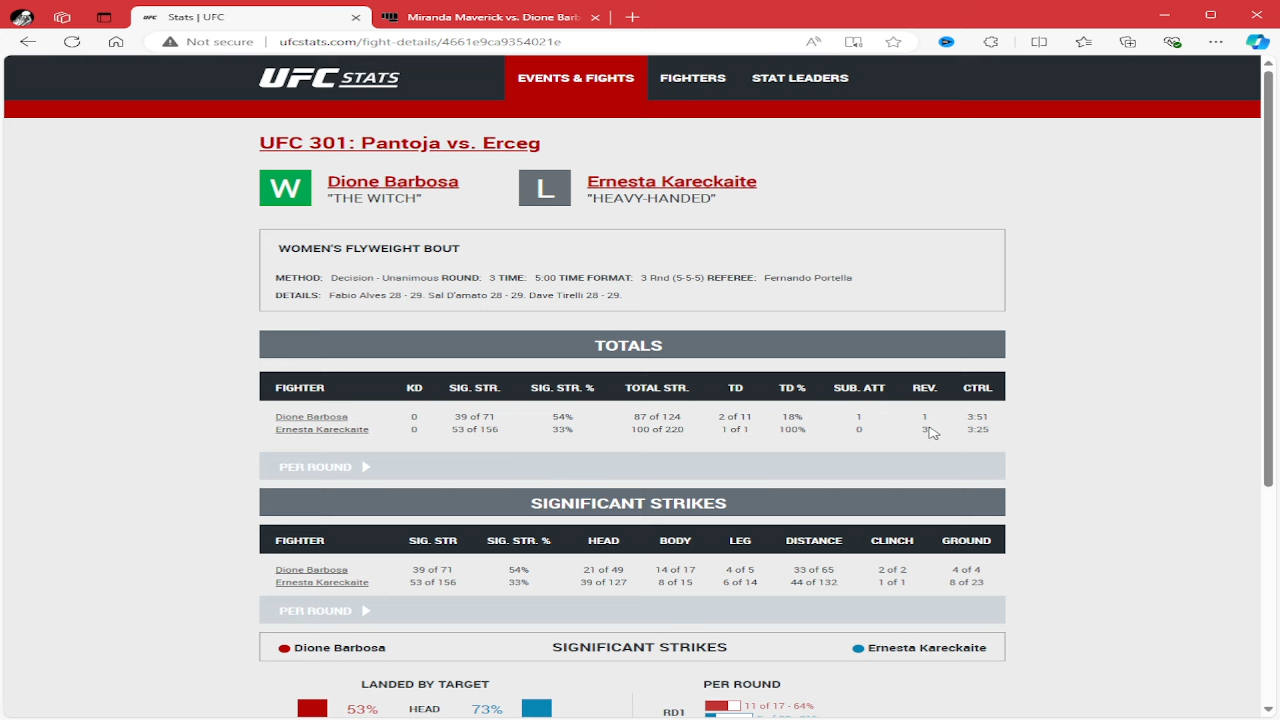 UFC Stats | UFC
Miranda Maverick vs. Dione Barb
Not secure | ufcstats.com/fight-details/4661e9ca9354021e
UFC STATS
EVENTS & FIGHTS FIGHTERS STAT LEADERS
UFC 301: Pantoja vs. Erceg
W Dione Barbosa L Ernesta Kareckaite
"THE WITCH" "HEAVY-HANDED"
WOMEN'S FLYWEIGHT BOUT
METHOD: Decision - Unanimous ROUND: 3 TIME: 5:00 TIME FORMAT: 3 Rnd (5-5-5) REFEREE: Fernando Portella
DETAILS: Fabio Alves 28 - 29. Sal D'amato 28 - 29. Dave Tirelli 28 - 29.
TOTALS
FIGHTER KD SIG. STR. SIG. STR. % TOTAL STR. TD TD % SUB. ATT REV. CTRL
Dione Barbosa 0 39 of 71 54% 87 of 124 2 of 11 18% 1 1 3:51
Ernesta Kareckaite 0 53 of 156 33% 100 of 220 1 of 1 100% 0 3 3:25
PER ROUND
SIGNIFICANT STRIKES
FIGHTER SIG. STR SIG. STR. % HEAD BODY LEG DISTANCE CLINCH GROUND
Dione Barbosa 39 of 71 54% 21 of 49 14 of 17 4 of 5 33 of 65 2 of 2 4 of 4
Ernesta Kareckaite 53 of 156 33% 39 of 127 8 of 15 6 of 14 44 of 132 1 of 1 8 of 23
PER ROUND
Dione Barbosa SIGNIFICANT STRIKES Ernesta Kareckaite
LANDED BY TARGET PER ROUND
53% HEAD 73% RD1 11 of 17 - 64%